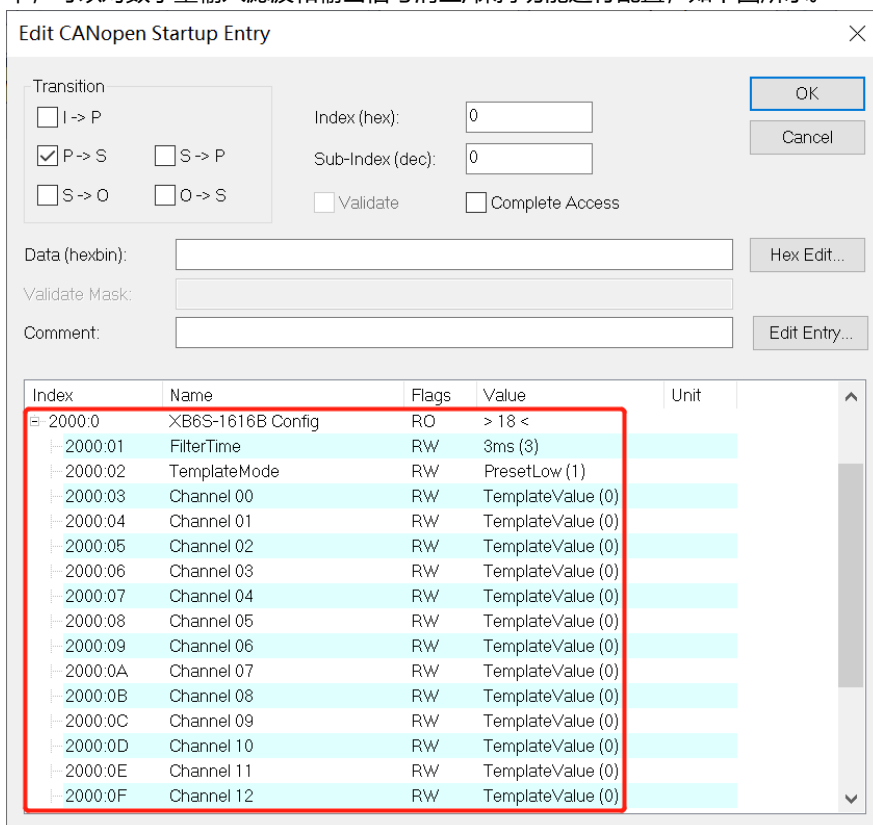 Edit CANopen Startup Entry
Transition
I -> P
P -> S
S -> P
S -> O
O -> S
Index (hex):
0
Sub-Index (dec):
0
Validate
Complete Access
OK
Cancel
Data (hexbin):
Hex Edit...
Validate Mask:
Comment:
Edit Entry...
Index Name Flags Value Unit
2000:0 XB6S-1616B Config RO > 18 <
2000:01 FilterTime RW 3ms (3)
2000:02 TemplateMode RW PresetLow (1)
2000:03 Channel 00 RW TemplateValue (0)
2000:04 Channel 01 RW TemplateValue (0)
2000:05 Channel 02 RW TemplateValue (0)
2000:06 Channel 03 RW TemplateValue (0)
2000:07 Channel 04 RW TemplateValue (0)
2000:08 Channel 05 RW TemplateValue (0)
2000:09 Channel 06 RW TemplateValue (0)
2000:0A Channel 07 RW TemplateValue (0)
2000:0B Channel 08 RW TemplateValue (0)
2000:0C Channel 09 RW TemplateValue (0)
2000:0D Channel 10 RW TemplateValue (0)
2000:0E Channel 11 RW TemplateValue (0)
2000:0F Channel 12 RW TemplateValue (0)